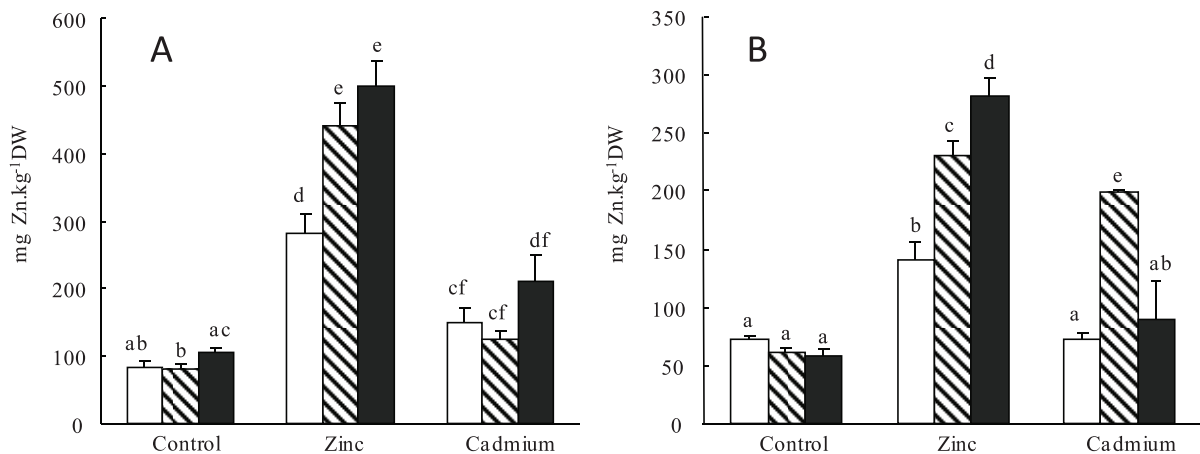 A
mg Zn.kg-1DW
600
500
400
300
200
100
0
ab
b
ac
d
e
e
cf
cf
df
Control Zinc Cadmium
B
mg Zn.kg-1DW
350
300
250
200
150
100
50
0
a
a
a
b
c
d
a
e
ab
Control Zinc Cadmium